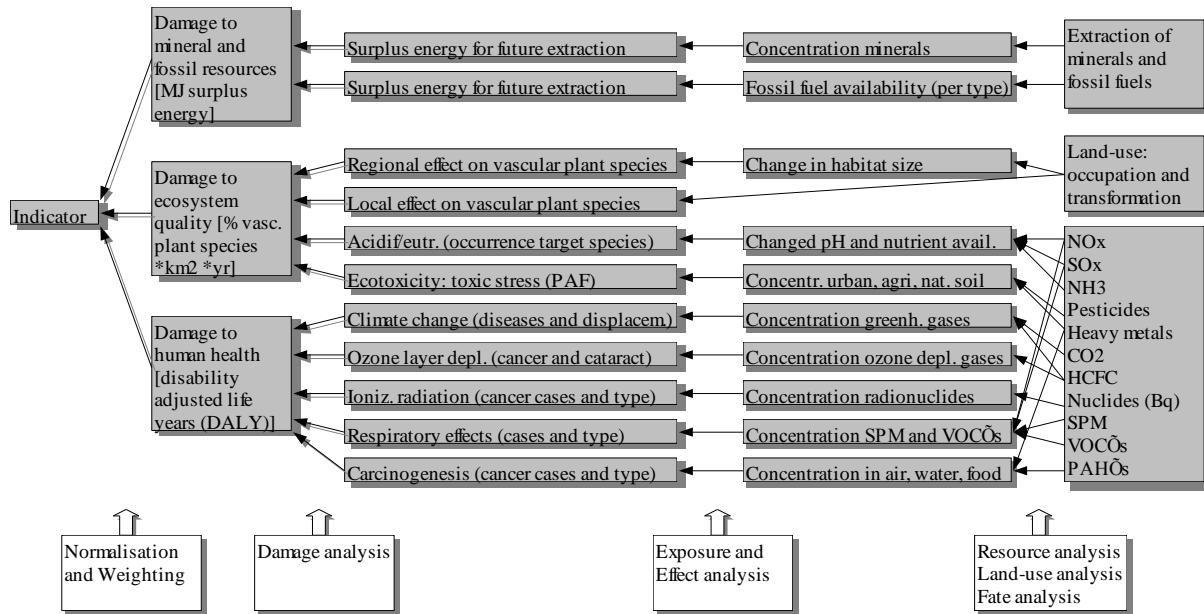 Damage to
mineral and
fossil resources
[MJ surplus
energy]
Surplus energy for future extraction
Concentration minerals
Extraction of
minerals and
fossil fuels
Surplus energy for future extraction
Fossil fuel availability (per type)
Indicator
Damage to
ecosystem
quality [% vasc.
plant species
*km2 *yr]
Regional effect on vascular plant species
Change in habitat size
Land-use:
occupation and
transformation
Local effect on vascular plant species
Acidif/eutr. (occurrence target species)
Changed pH and nutrient avail.
Ecotoxicity: toxic stress (PAF)
Concentr. urban, agri, nat. soil
Damage to
human health
[disability
adjusted life
years (DALY)]
Climate change (diseases and displacem.)
Concentration greenh. gases
Ozone layer depl. (cancer and cataract)
Concentration ozone depl. gases
Ioniz. radiation (cancer cases and type)
Concentration radionuclides
Respiratory effects (cases and type)
Concentration SPM and VOCÕs
Carcinogenesis (cancer cases and type)
Concentration in air, water, food
NOx
SOx
NH3
Pesticides
Heavy metals
CO2
HCFC
Nuclides (Bq)
SPM
VOCÕs
PAHÕs
Normalisation
and Weighting
Damage analysis
Exposure and
Effect analysis
Resource analysis
Land-use analysis
Fate analysis